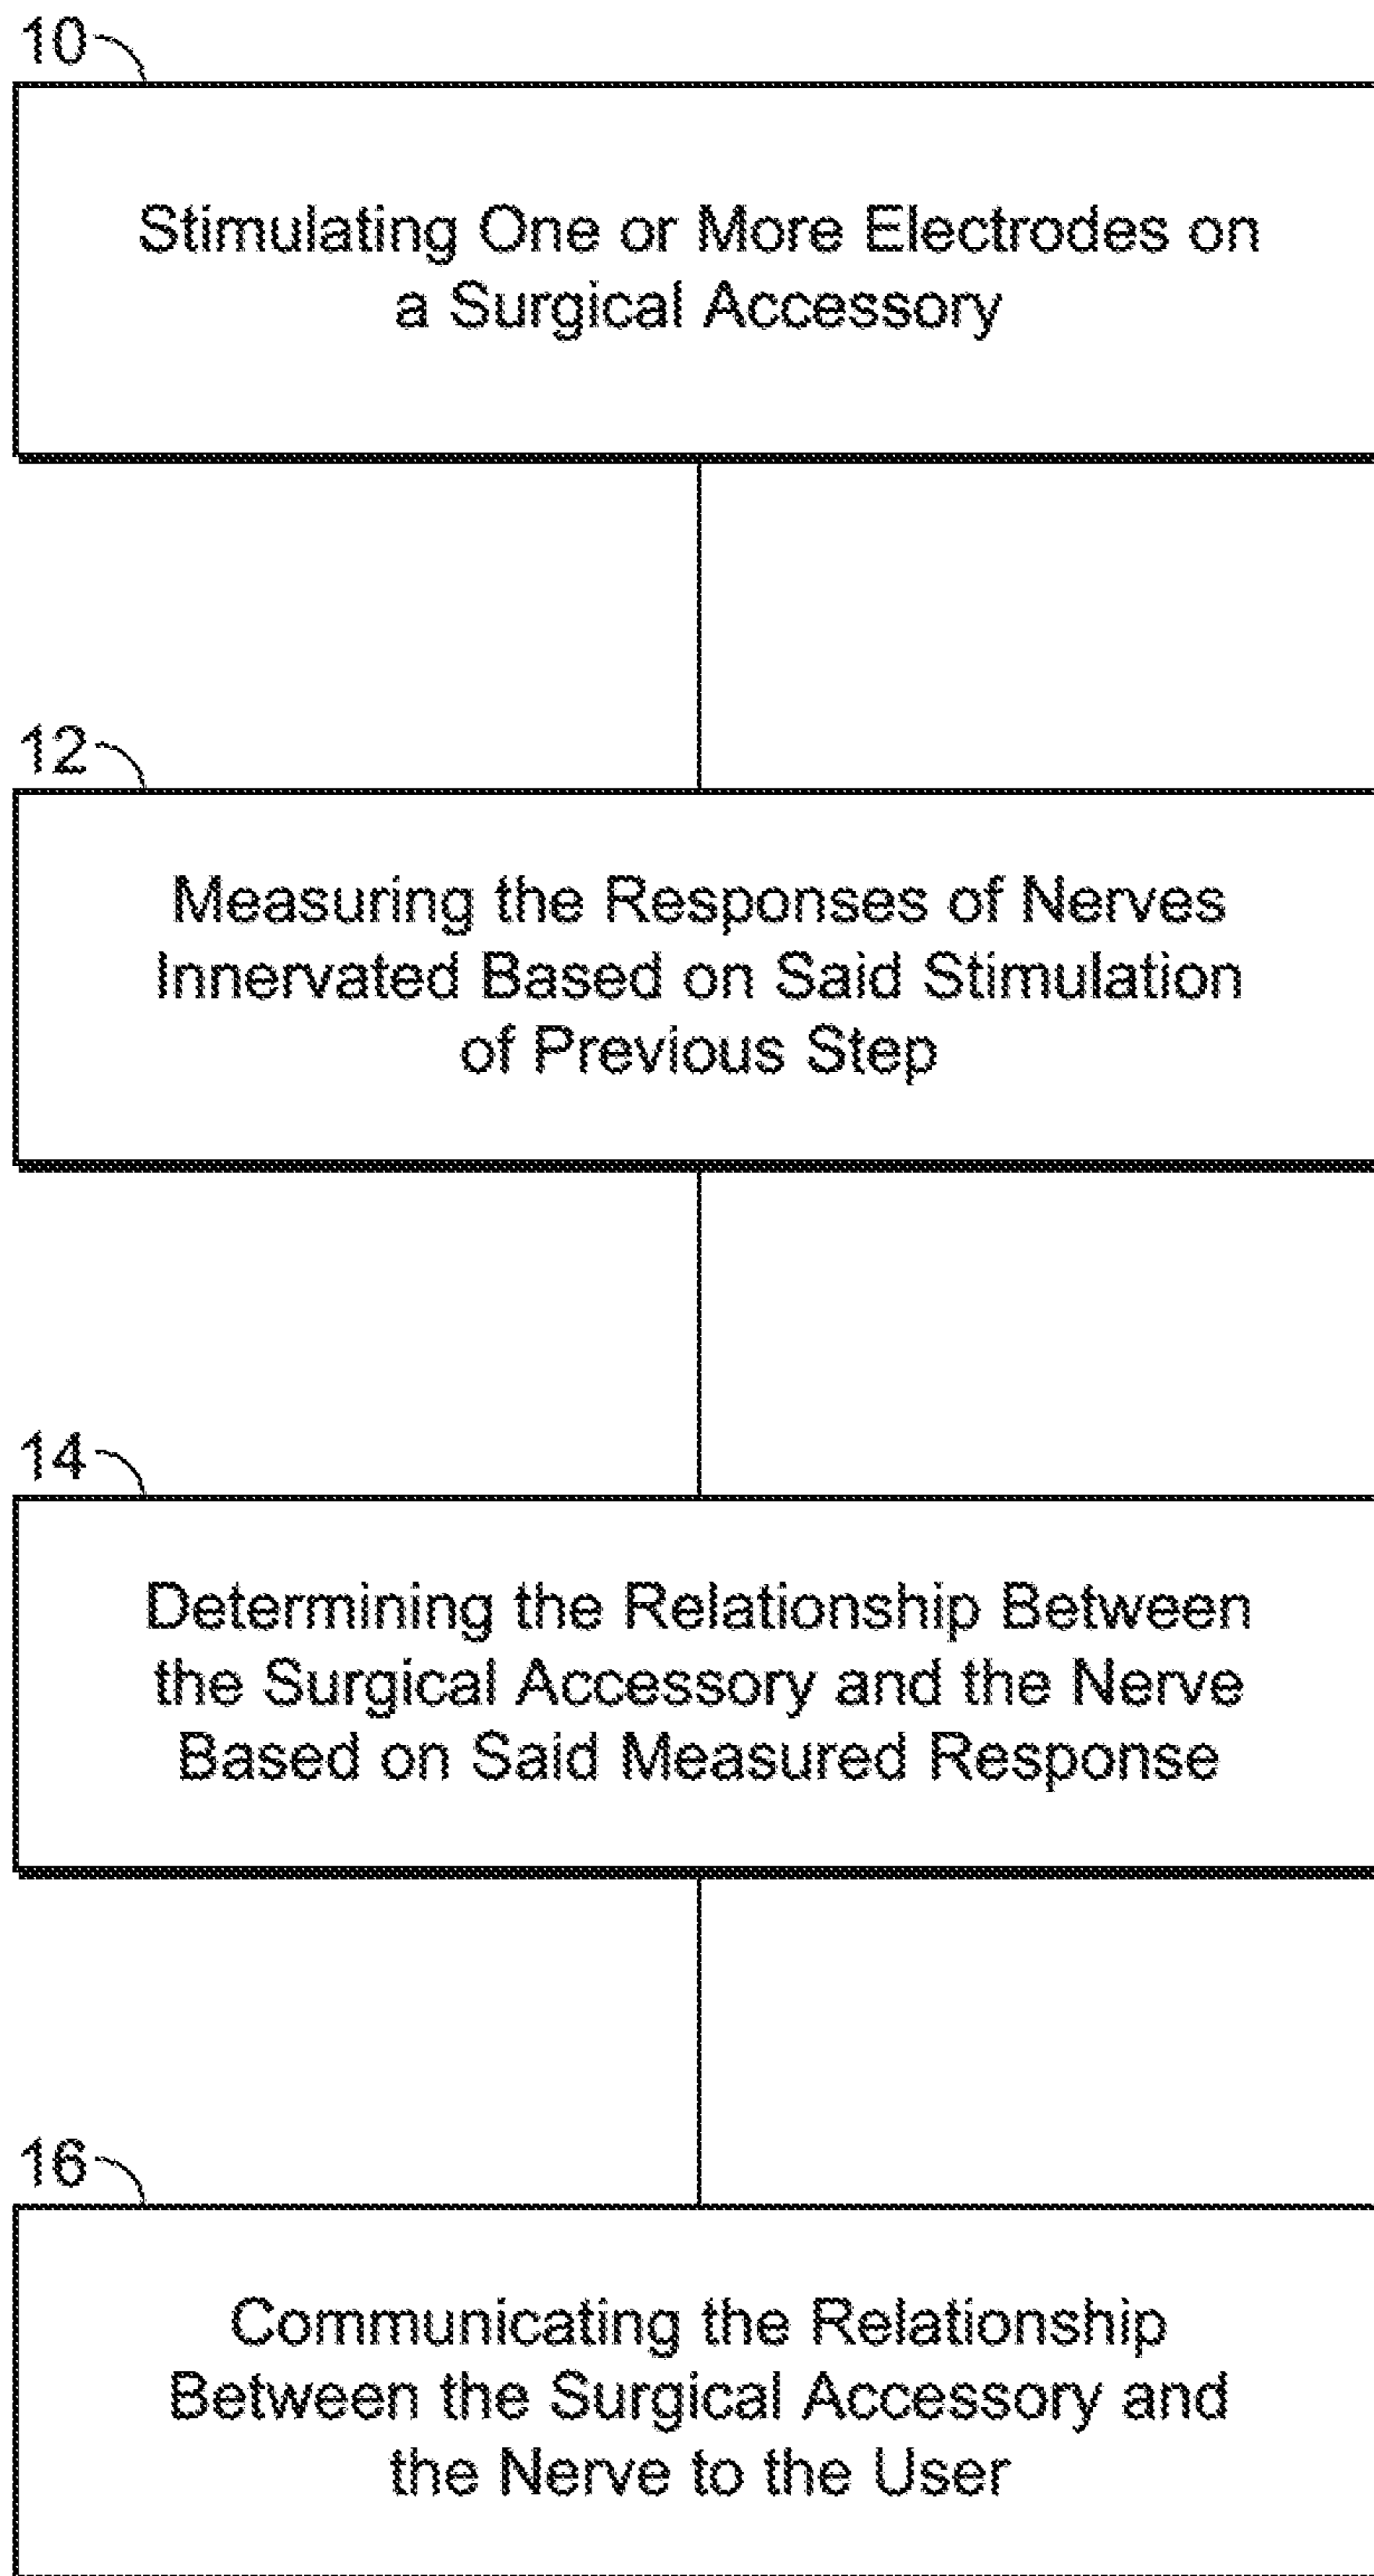 10
Stimulating One or More Electrodes on
a Surgical Accessory
12
Measuring the Responses of Nerves
Innervated Based on Said Stimulation
of Previous Step
14
Determining the Relationship Between
the Surgical Accessory and the Nerve
Based on Said Measured Response
16
Communicating the Relationship
Between the Surgical Accessory and
the Nerve to the User